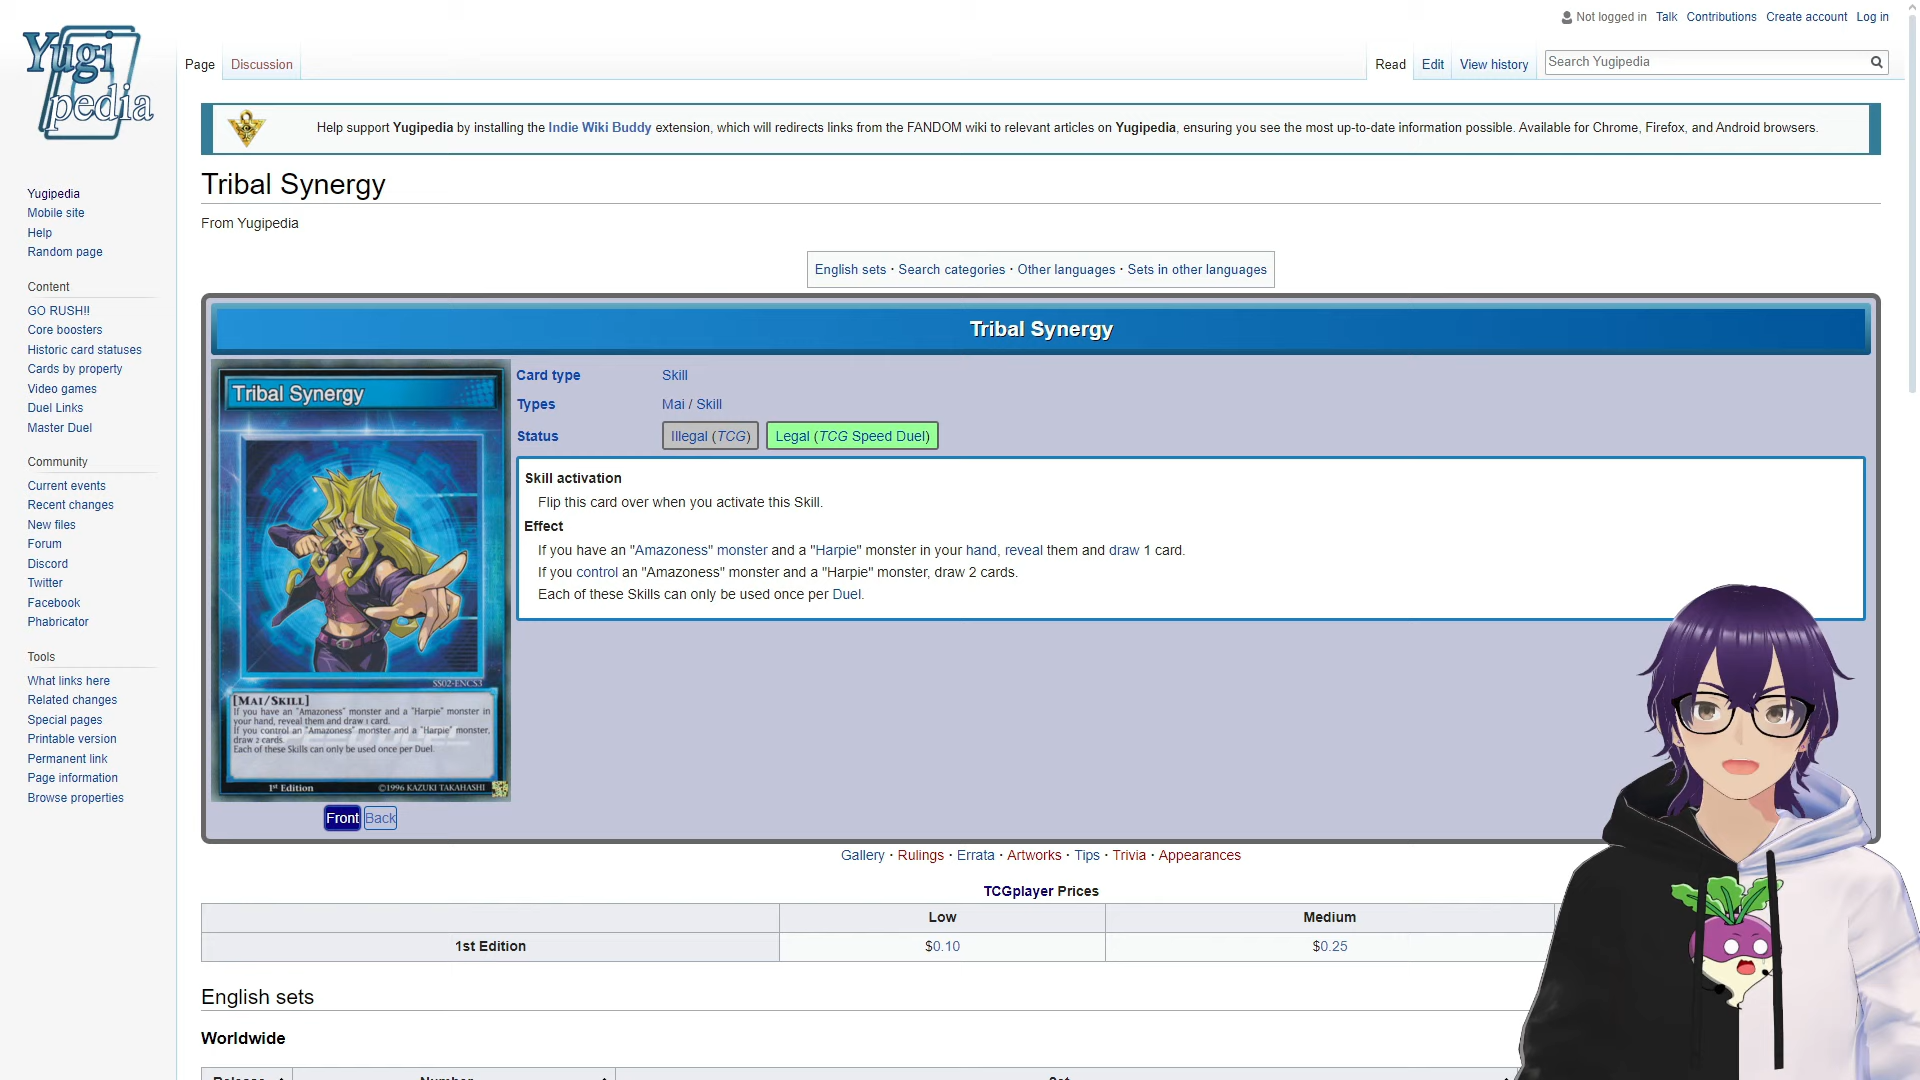 Not logged in Talk Contributions Create account Log in
Yugi
pedia
Page Discussion
Read Edit View history Search Yugipedia
Help support Yugipedia by installing the Indie Wiki Buddy extension, which will redirects links from the FANDOM wiki to relevant articles on Yugipedia, ensuring you see the most up-to-date information possible. Available for Chrome, Firefox, and Android browsers.
Yugipedia
Mobile site
Help
Random page
Content
GO RUSH!!
Core boosters
Historic card statuses
Cards by property
Video games
Duel Links
Master Duel
Community
Current events
Recent changes
New files
Forum
Discord
Twitter
Facebook
Phabricator
Tools
What links here
Related changes
Special pages
Printable version
Permanent link
Page information
Browse properties
Tribal Synergy
From Yugipedia
English sets · Search categories · Other languages · Sets in other languages
Tribal Synergy
Tribal Synergy
SS02-ENCS3
[Mai/Skill]
If you have an "Amazoness" monster and a "Harpie" monster in
your hand, reveal them and draw 1 card.
If you control an "Amazoness" monster and a "Harpie" monster,
draw 2 cards.
Each of these Skills can only be used once per Duel.
1st Edition ©1996 KAZUKI TAKAHASHI
Front Back
Card type Skill
Types Mai / Skill
Status Illegal (TCG) Legal (TCG Speed Duel)
Skill activation
Flip this card over when you activate this Skill.
Effect
If you have an "Amazoness" monster and a "Harpie" monster in your hand, reveal them and draw 1 card.
If you control an "Amazoness" monster and a "Harpie" monster, draw 2 cards.
Each of these Skills can only be used once per Duel.
Gallery · Rulings · Errata · Artworks · Tips · Trivia · Appearances
TCGplayer Prices
Low Medium
1st Edition $0.10 $0.25
English sets
Worldwide
Release Number Set